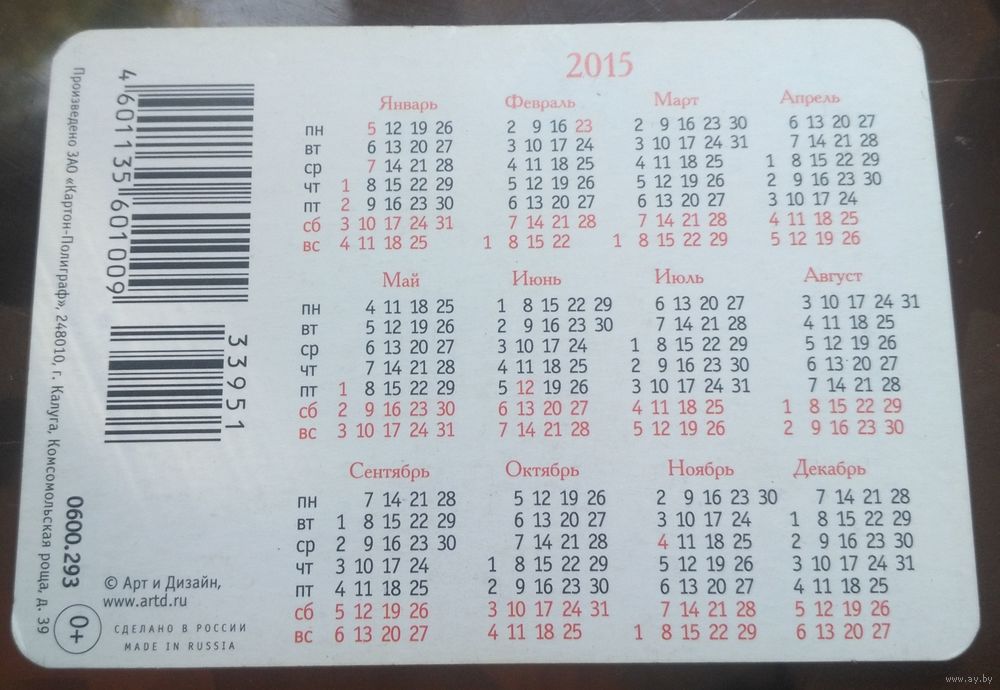 2015
Январь Февраль Март Апрель
пн 5 12 19 26 2 9 16 23 2 9 16 23 30 6 13 20 27
вт 6 13 20 27 3 10 17 24 3 10 17 24 31 7 14 21 28
ср 7 14 21 28 4 11 18 25 4 11 18 25 1 8 15 22 29
чт 1 8 15 22 29 5 12 19 26 5 12 19 26 2 9 16 23 30
пт 2 9 16 23 30 6 13 20 27 6 13 20 27 3 10 17 24
сб 3 10 17 24 31 7 14 21 28 7 14 21 28 4 11 18 25
вс 4 11 18 25 1 8 15 22 1 8 15 22 29 5 12 19 26
Май Июнь Июль Август
пн 4 11 18 25 1 8 15 22 29 6 13 20 27 3 10 17 24 31
вт 5 12 19 26 2 9 16 23 30 7 14 21 28 4 11 18 25
ср 6 13 20 27 3 10 17 24 1 8 15 22 29 5 12 19 26
чт 7 14 21 28 4 11 18 25 2 9 16 23 30 6 13 20 27
пт 1 8 15 22 29 5 12 19 26 3 10 17 24 31 7 14 21 28
сб 2 9 16 23 30 6 13 20 27 4 11 18 25 1 8 15 22 29
вс 3 10 17 24 31 7 14 21 28 5 12 19 26 2 9 16 23 30
Сентябрь Октябрь Ноябрь Декабрь
пн 7 14 21 28 5 12 19 26 2 9 16 23 30 7 14 21 28
вт 1 8 15 22 29 6 13 20 27 3 10 17 24 1 8 15 22 29
ср 2 9 16 23 30 7 14 21 28 4 11 18 25 2 9 16 23 30
чт 3 10 17 24 1 8 15 22 29 5 12 19 26 3 10 17 24 31
пт 4 11 18 25 2 9 16 23 30 6 13 20 27 4 11 18 25
сб 5 12 19 26 3 10 17 24 31 7 14 21 28 5 12 19 26
вс 6 13 20 27 4 11 18 25 1 8 15 22 29 6 13 20 27
4 601135 601009
33951
Произведено ЗАО «Картон-Полиграф», 248010, г. Калуга, Комсомольская роща, д. 39
0600.293
0+
© Арт и Дизайн,
www.artd.ru
СДЕЛАНО В РОССИИ
MADE IN RUSSIA
www.ay.by